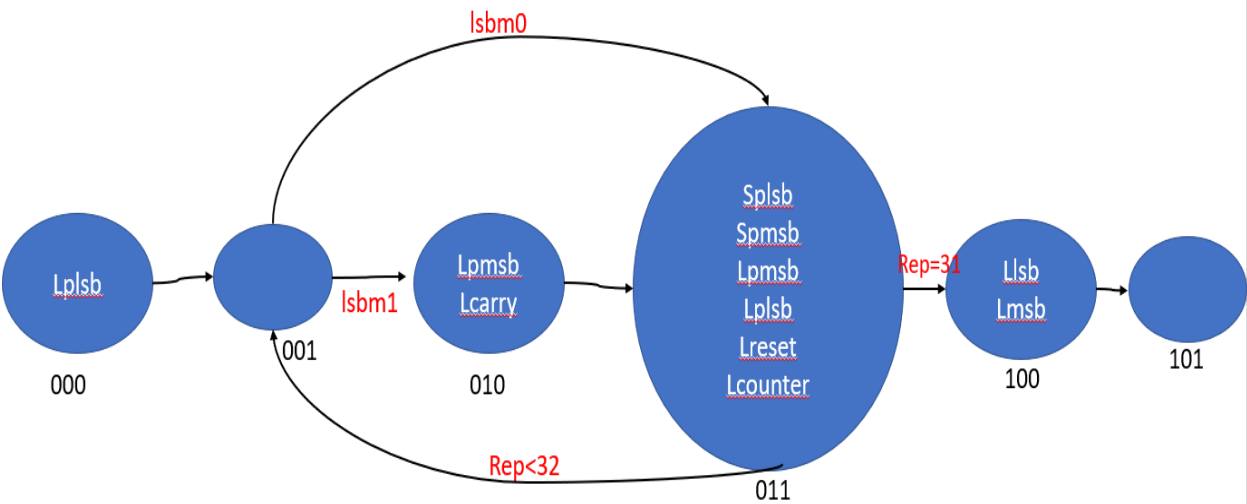 lsbm0
Lplsb
000
001
lsbm1
Lpmsb
Lcarry
010
Splsb
Spmsb
Lpmsb
Lplsb
Lreset
Lcounter
011
Rep<32
Rep=31
Llsb
Lmsb
100
101